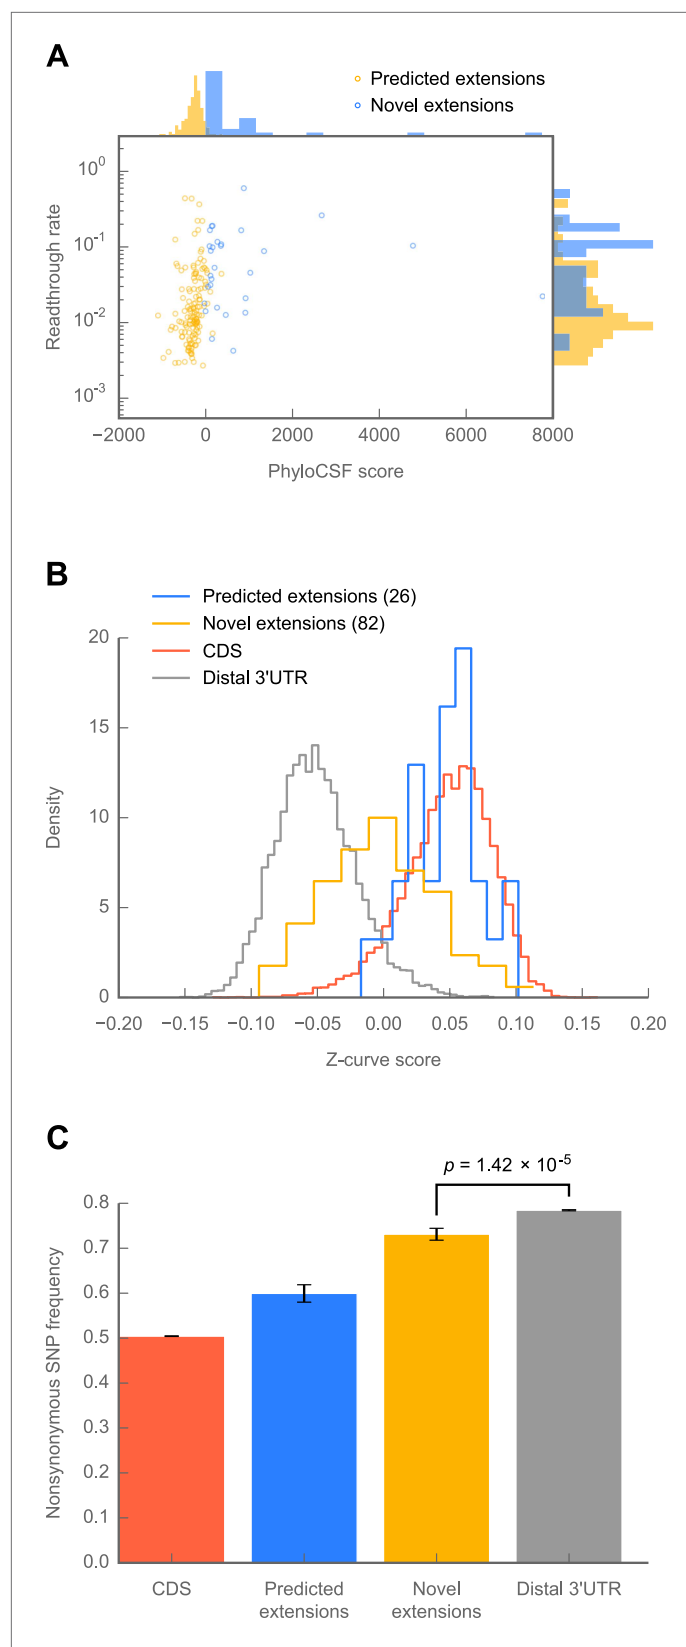 A
Predicted extensions
Novel extensions
10⁰
10⁻¹
10⁻²
10⁻³
Readthrough rate
−2000
0
2000
4000
6000
8000
PhyloCSF score
B
Predicted extensions (26)
Novel extensions (82)
CDS
Distal 3'UTR
20
15
10
5
0
Density
−0.20
−0.15
−0.10
−0.05
0.00
0.05
0.10
0.15
0.20
Z-curve score
C
p = 1.42 × 10⁻⁵
0.8
0.7
0.6
0.5
0.4
0.3
0.2
0.1
0.0
Nonsynonymous SNP frequency
CDS
Predicted
extensions
Novel
extensions
Distal 3'UTR